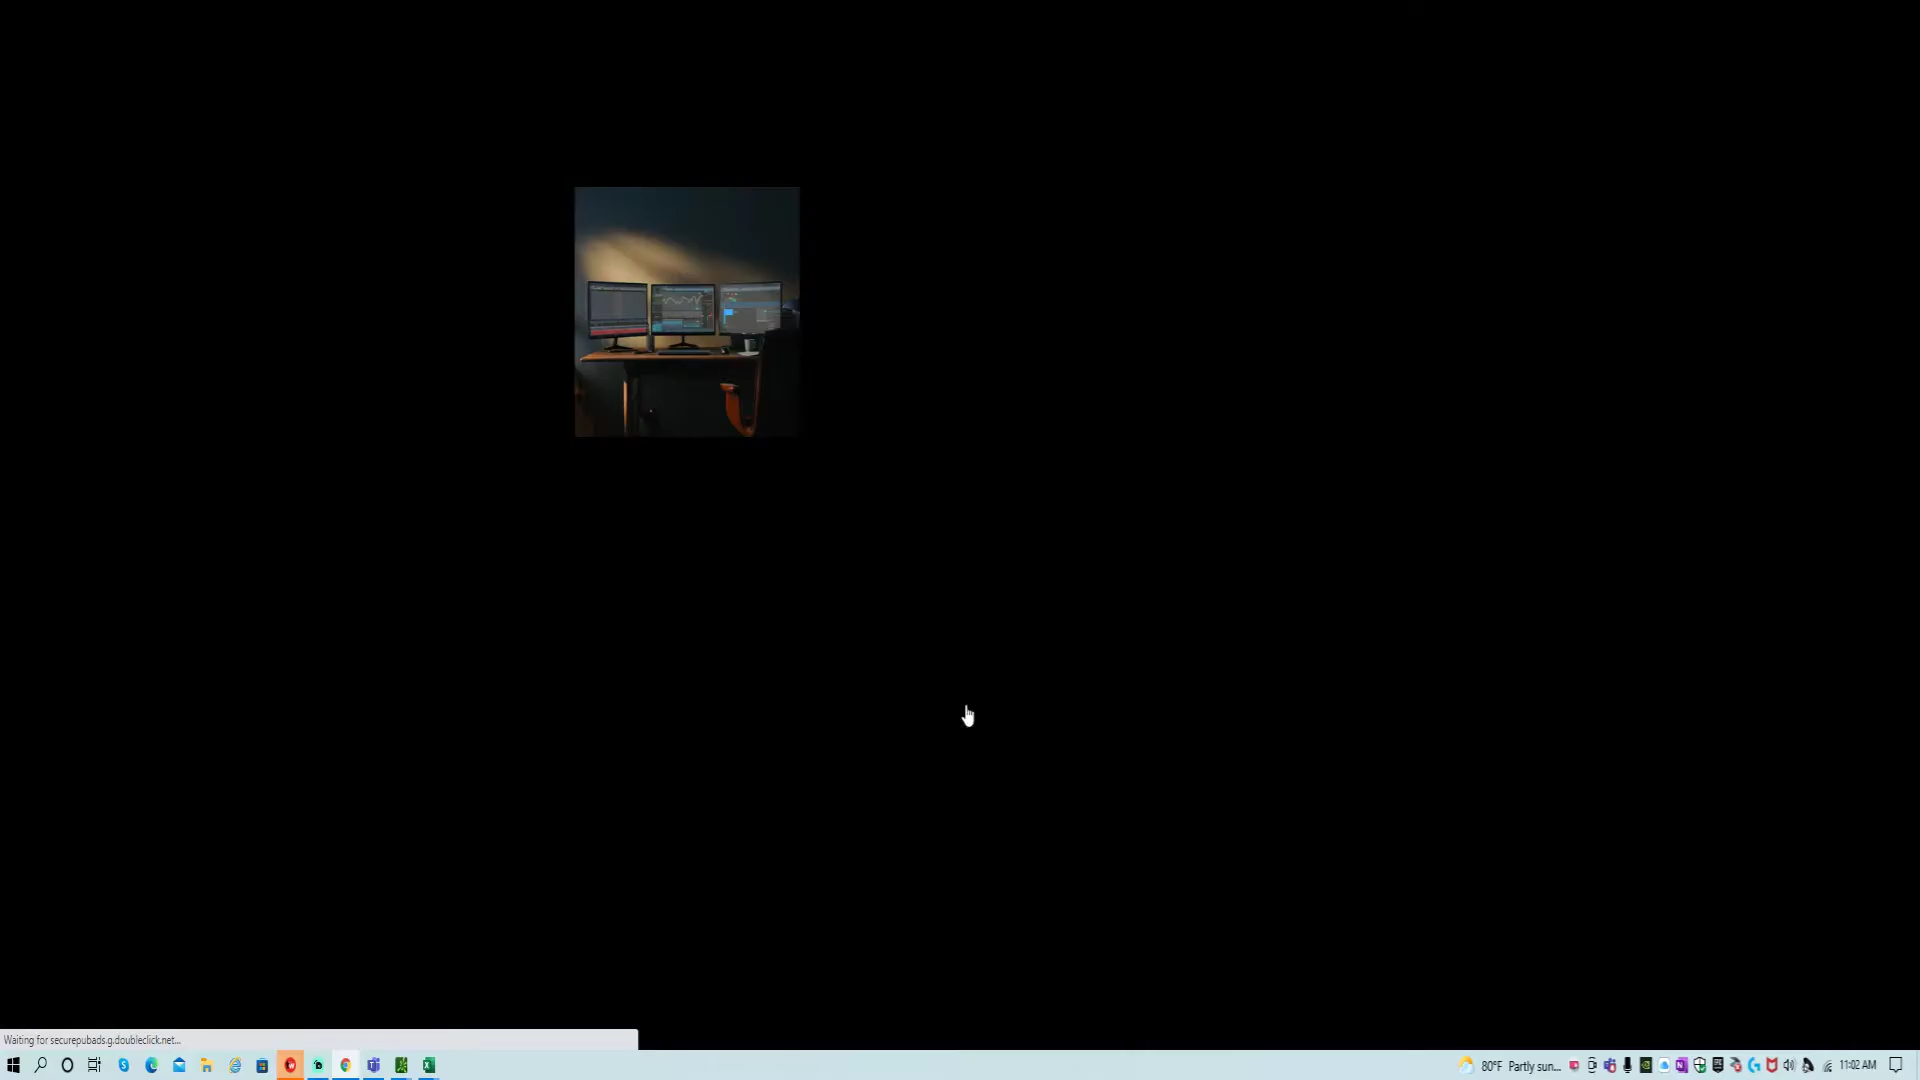 Waiting for securepubads.g.doubleclick.net...
80°F Partly sun... 11:02 AM